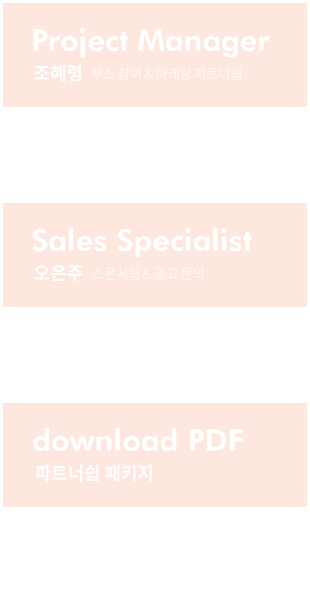 Project Manager
조혜령 부스 참여 & 마케팅 파트너쉽
Sales Specialist
오은주 스폰서쉽 & 광고 문의
download PDF
파트너쉽 패키지